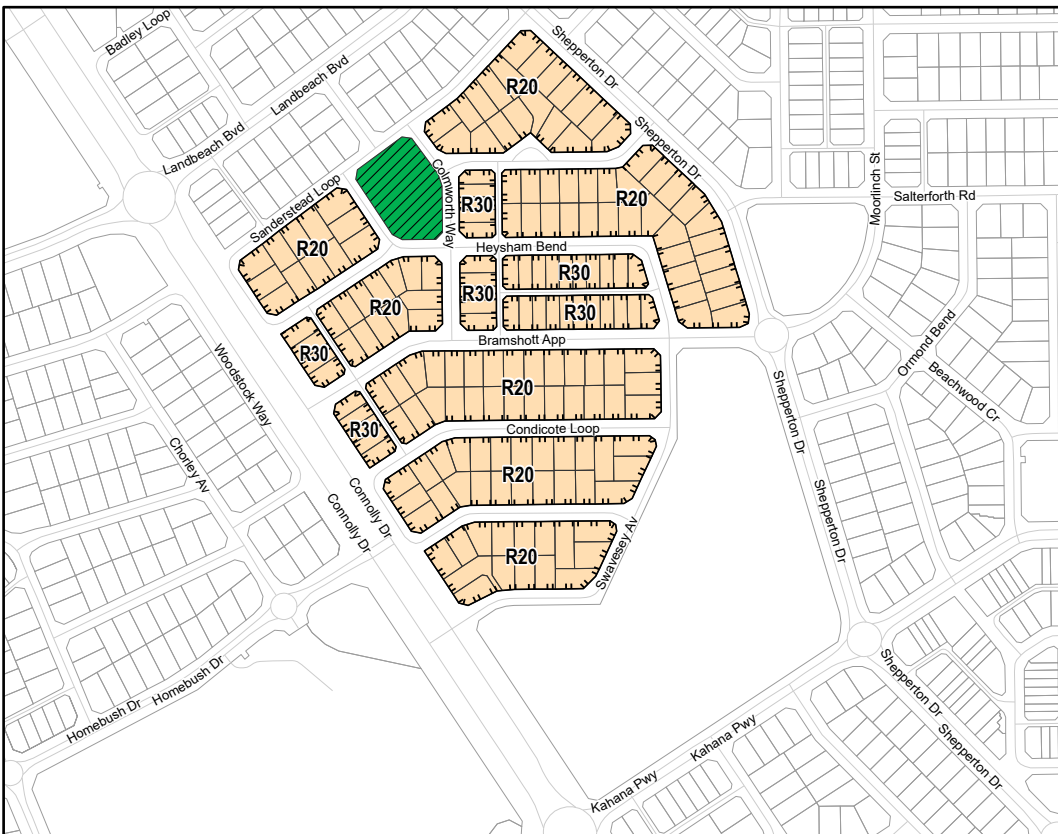 Badley Loop
Landbeach Bvd
Shepperton Dr
R20
Landbeach Bvd
Shepperton Dr
Colmworth Way
Moorlinch St
Sanderstead Loop
R20
R30
Salterforth Rd
R20
Heysham Bend
R30
R30
R20
R30
Bramshott App
Ormond Bend
R30
Woodstock Way
Beachwood Cr
R20
Shepperton Dr
R30
Condicote Loop
Chorley Av
R20
Connolly Dr
Connolly Dr
Shepperton Dr
R20
Swavesey Av
Homebush Dr
Homebush Dr
Shepperton Dr
Kahana Pwy
Shepperton Dr
Kahana Pwy